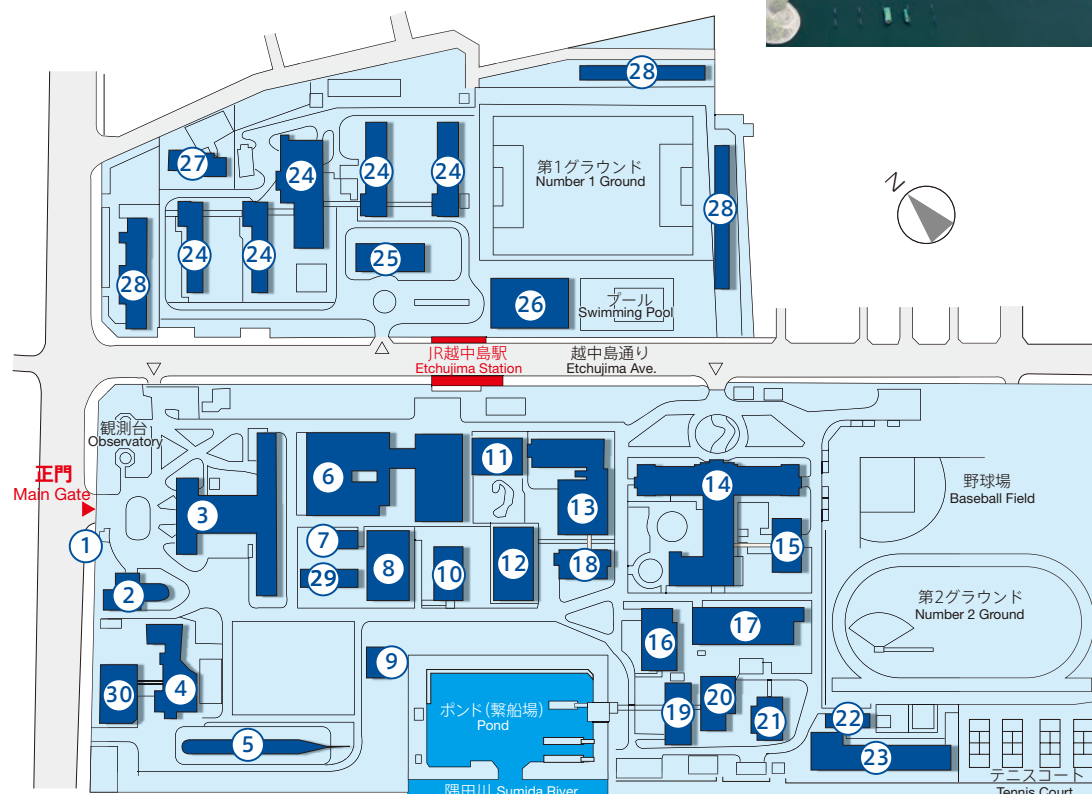 28
27
24
24
24
第1グラウンド
Number 1 Ground
N
28
24
24
25
28
26
プール
Swimming Pool
JR越中島駅
Etchujima Station
越中島通り
Etchujima Ave.
観測台
Observatory
正門
Main Gate
1
2
3
6
11
13
14
野球場
Baseball Field
7
8
10
12
18
15
29
第2グラウンド
Number 2 Ground
16
17
9
30
4
5
ポンド(繋船場)
Pond
19
20
21
22
23
テニスコート
Tennis Court
隅田川 Sumida River